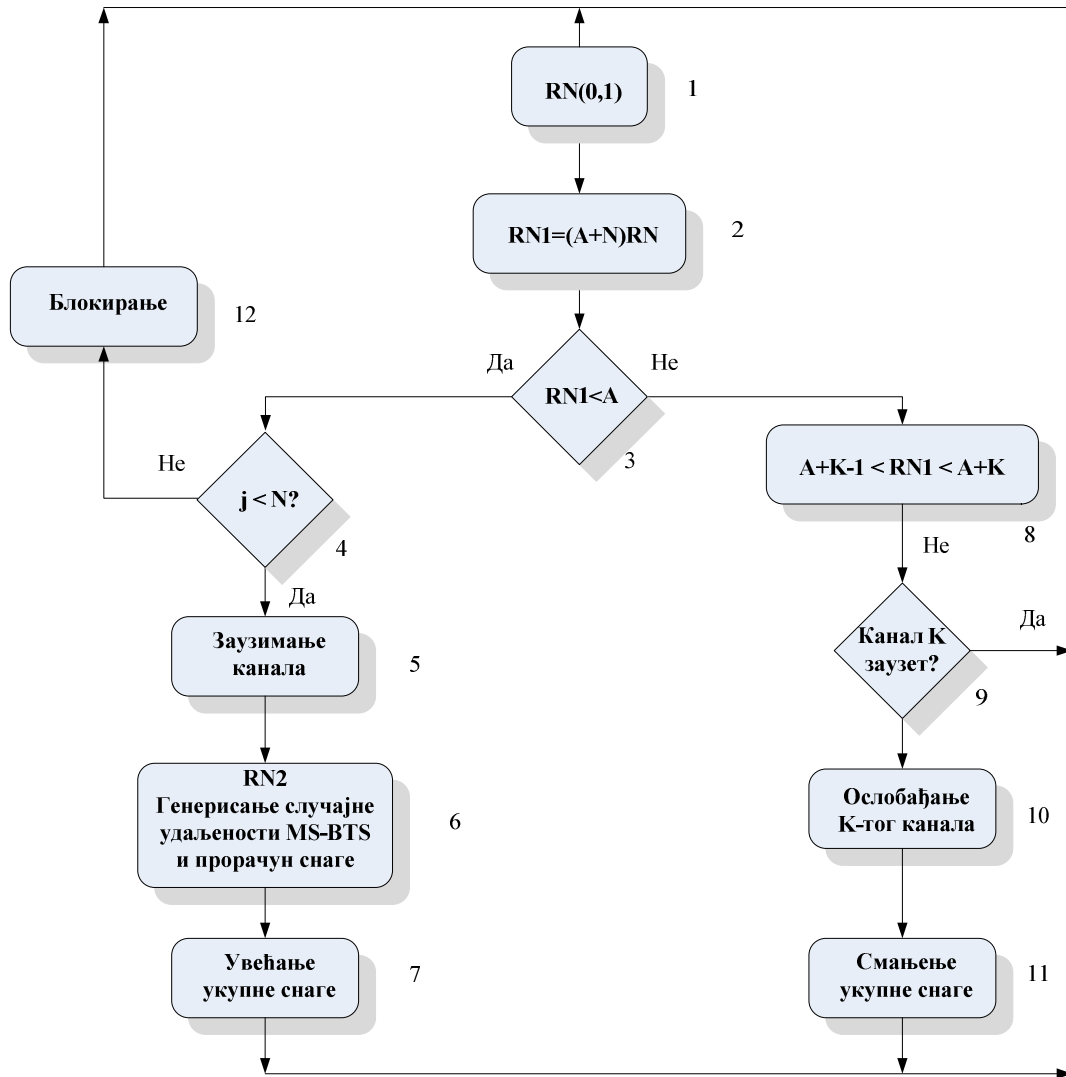 RN(0,1)
1
RN1=(A+N)RN
2
Блокирање
12
Да
Не
RN1<A
3
Не
j < N?
4
Да
A+K-1 < RN1 < A+K
8
Не
Заузимање
канала
5
Канал K
заузет?
Да
9
RN2
Генерисање случајне
удаљености MS-BTS
и прорачун снаге
6
Ослобађање
K-тог канала
10
Увећање
укупне снаге
7
Смањење
укупне снаге
11